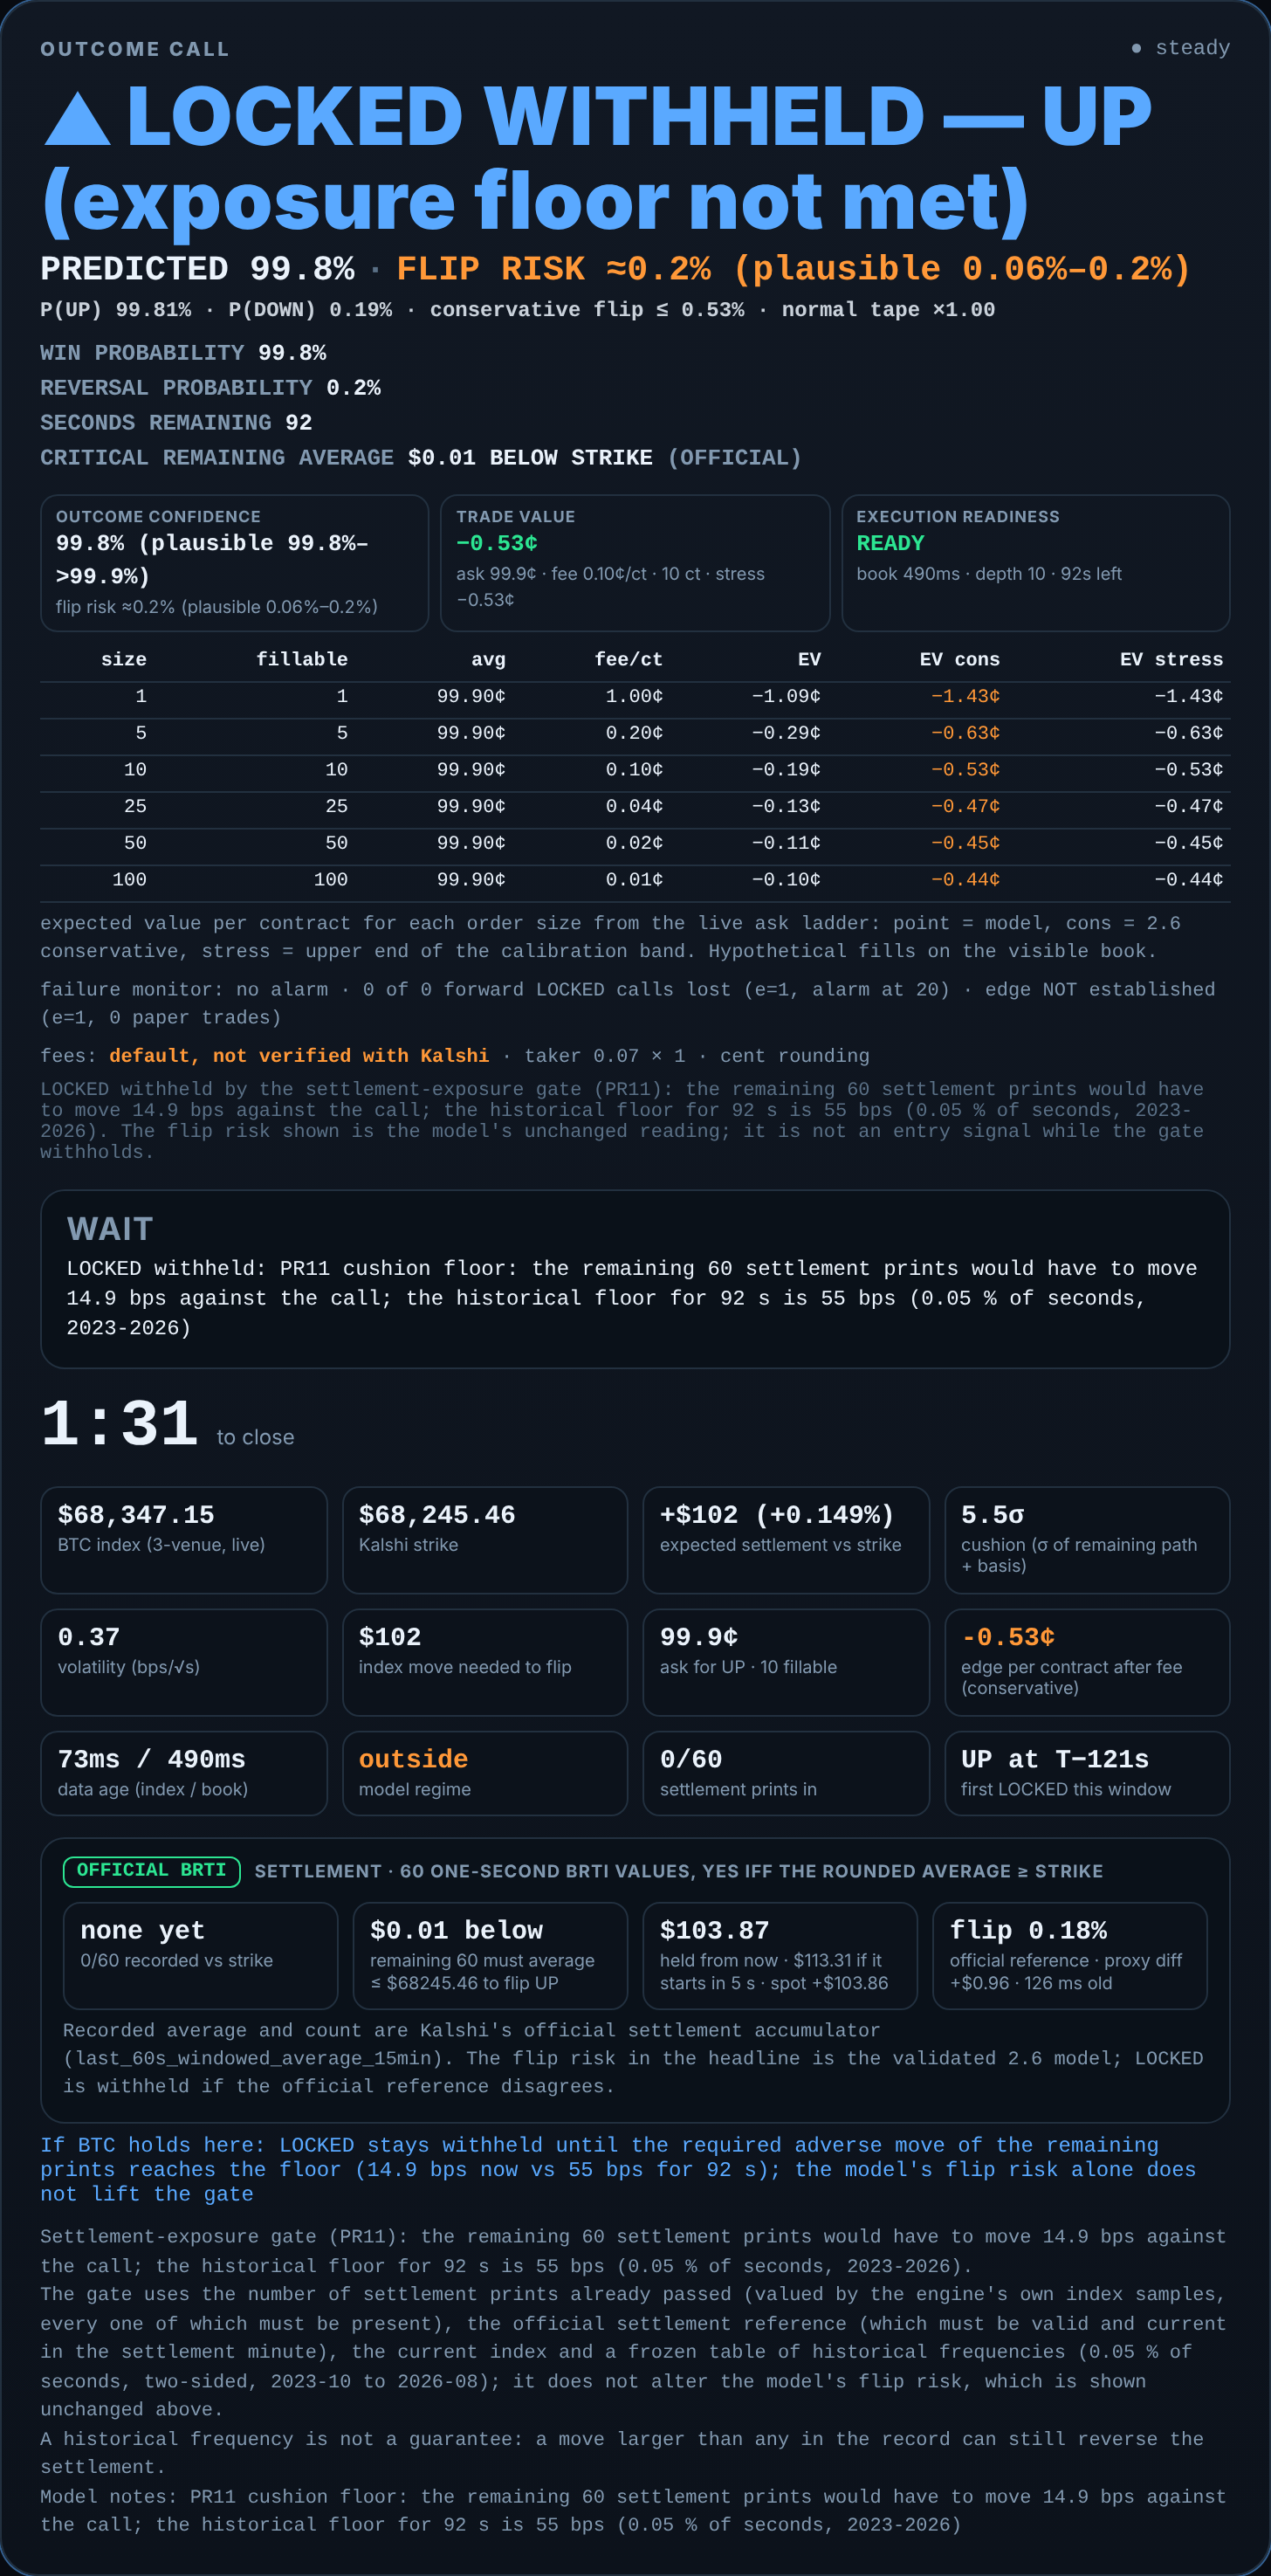 OUTCOME CALL
● steady
▲ LOCKED WITHHELD — UP
(exposure floor not met)
PREDICTED 99.8% · FLIP RISK ≈0.2% (plausible 0.06%–0.2%)
P(UP) 99.81% · P(DOWN) 0.19% · conservative flip ≤ 0.53% · normal tape ×1.00
WIN PROBABILITY 99.8%
REVERSAL PROBABILITY 0.2%
SECONDS REMAINING 92
CRITICAL REMAINING AVERAGE $0.01 BELOW STRIKE (OFFICIAL)
OUTCOME CONFIDENCE
99.8% (plausible 99.8%–
>99.9%)
flip risk ≈0.2% (plausible 0.06%–0.2%)
TRADE VALUE
−0.53¢
ask 99.9¢ · fee 0.10¢/ct · 10 ct · stress
−0.53¢
EXECUTION READINESS
READY
book 490ms · depth 10 · 92s left
size fillable avg fee/ct EV EV cons EV stress
1 1 99.90¢ 1.00¢ −1.09¢ −1.43¢ −1.43¢
5 5 99.90¢ 0.20¢ −0.29¢ −0.63¢ −0.63¢
10 10 99.90¢ 0.10¢ −0.19¢ −0.53¢ −0.53¢
25 25 99.90¢ 0.04¢ −0.13¢ −0.47¢ −0.47¢
50 50 99.90¢ 0.02¢ −0.11¢ −0.45¢ −0.45¢
100 100 99.90¢ 0.01¢ −0.10¢ −0.44¢ −0.44¢
expected value per contract for each order size from the live ask ladder: point = model, cons = 2.6
conservative, stress = upper end of the calibration band. Hypothetical fills on the visible book.
failure monitor: no alarm · 0 of 0 forward LOCKED calls lost (e=1, alarm at 20) · edge NOT established
(e=1, 0 paper trades)
fees: default, not verified with Kalshi · taker 0.07 × 1 · cent rounding
LOCKED withheld by the settlement-exposure gate (PR11): the remaining 60 settlement prints would have
to move 14.9 bps against the call; the historical floor for 92 s is 55 bps (0.05 % of seconds, 2023-
2026). The flip risk shown is the model's unchanged reading; it is not an entry signal while the gate
withholds.
WAIT
LOCKED withheld: PR11 cushion floor: the remaining 60 settlement prints would have to move
14.9 bps against the call; the historical floor for 92 s is 55 bps (0.05 % of seconds,
2023-2026)
1:31 to close
$68,347.15
BTC index (3-venue, live)
$68,245.46
Kalshi strike
+$102 (+0.149%)
expected settlement vs strike
5.5σ
cushion (σ of remaining path
+ basis)
0.37
volatility (bps/√s)
$102
index move needed to flip
99.9¢
ask for UP · 10 fillable
-0.53¢
edge per contract after fee
(conservative)
73ms / 490ms
data age (index / book)
outside
model regime
0/60
settlement prints in
UP at T−121s
first LOCKED this window
OFFICIAL BRTI SETTLEMENT · 60 ONE-SECOND BRTI VALUES, YES IFF THE ROUNDED AVERAGE ≥ STRIKE
none yet
0/60 recorded vs strike
$0.01 below
remaining 60 must average
≤ $68245.46 to flip UP
$103.87
held from now · $113.31 if it
starts in 5 s · spot +$103.86
flip 0.18%
official reference · proxy diff
+$0.96 · 126 ms old
Recorded average and count are Kalshi's official settlement accumulator
(last_60s_windowed_average_15min). The flip risk in the headline is the validated 2.6 model; LOCKED
is withheld if the official reference disagrees.
If BTC holds here: LOCKED stays withheld until the required adverse move of the remaining
prints reaches the floor (14.9 bps now vs 55 bps for 92 s); the model's flip risk alone does
not lift the gate
Settlement-exposure gate (PR11): the remaining 60 settlement prints would have to move 14.9 bps against
the call; the historical floor for 92 s is 55 bps (0.05 % of seconds, 2023-2026).
The gate uses the number of settlement prints already passed (valued by the engine's own index samples,
every one of which must be present), the official settlement reference (which must be valid and current
in the settlement minute), the current index and a frozen table of historical frequencies (0.05 % of
seconds, two-sided, 2023-10 to 2026-08); it does not alter the model's flip risk, which is shown
unchanged above.
A historical frequency is not a guarantee: a move larger than any in the record can still reverse the
settlement.
Model notes: PR11 cushion floor: the remaining 60 settlement prints would have to move 14.9 bps against
the call; the historical floor for 92 s is 55 bps (0.05 % of seconds, 2023-2026)